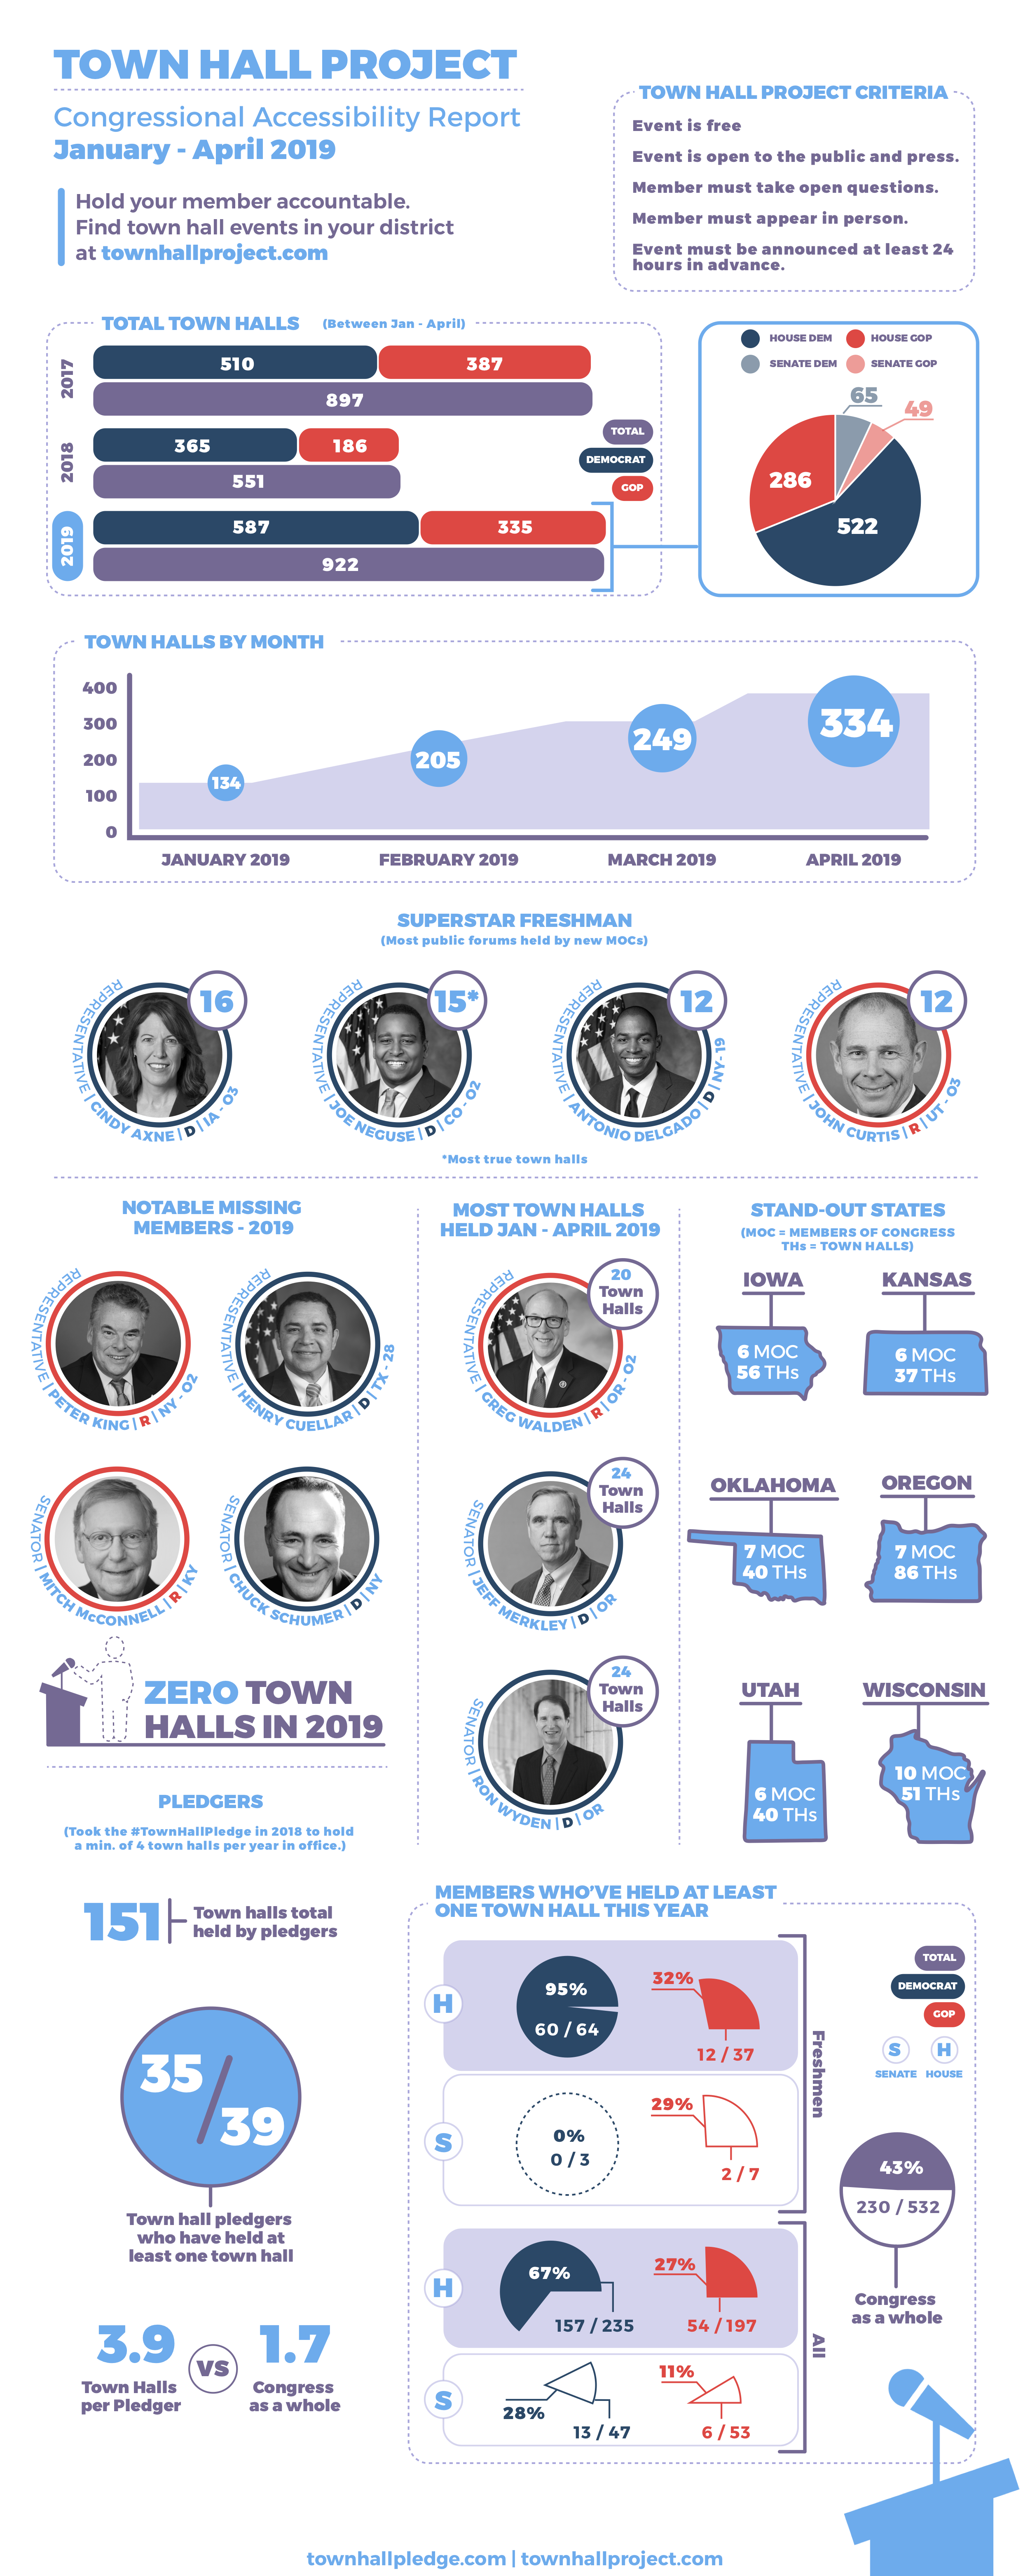 TOWN HALL PROJECT
Congressional Accessibility Report
January - April 2019
Hold your member accountable.
Find town hall events in your district
at townhallproject.com
TOWN HALL PROJECT CRITERIA
Event is free
Event is open to the public and press.
Member must take open questions.
Member must appear in person.
Event must be announced at least 24
hours in advance.
TOTAL TOWN HALLS (Between Jan - April)
2017
510 387
897
2018
365 186
551
2019
587 335
922
TOTAL
DEMOCRAT
GOP
HOUSE DEM HOUSE GOP
SENATE DEM SENATE GOP
65
49
286
522
TOWN HALLS BY MONTH
400
300
200
100
0
134
205
249
334
JANUARY 2019 FEBRUARY 2019 MARCH 2019 APRIL 2019
SUPERSTAR FRESHMAN
(Most public forums held by new MOCs)
16
REPRESENTATIVE | CINDY AXNE | D | IA - 03
15*
REPRESENTATIVE | JOE NEGUSE | D | CO - 02
12
REPRESENTATIVE | ANTONIO DELGADO | D | NY - 19
12
REPRESENTATIVE | JOHN CURTIS | R | UT - 03
*Most true town halls
NOTABLE MISSING
MEMBERS - 2019
REPRESENTATIVE | PETER KING | R | NY - 02
REPRESENTATIVE | HENRY CUELLAR | D | TX - 28
SENATOR | MITCH McCONNELL | R | KY
SENATOR | CHUCK SCHUMER | D | NY
ZERO TOWN
HALLS IN 2019
MOST TOWN HALLS
HELD JAN - APRIL 2019
20
Town
Halls
REPRESENTATIVE | GREG WALDEN | R | OR - 02
24
Town
Halls
SENATOR | JEFF MERKLEY | D | OR
24
Town
Halls
SENATOR | RON WYDEN | D | OR
STAND-OUT STATES
(MOC = MEMBERS OF CONGRESS
THs = TOWN HALLS)
IOWA
6 MOC
56 THs
KANSAS
6 MOC
37 THs
OKLAHOMA
7 MOC
40 THs
OREGON
7 MOC
86 THs
UTAH
6 MOC
40 THs
WISCONSIN
10 MOC
51 THs
PLEDGERS
(Took the #TownHallPledge in 2018 to hold
a min. of 4 town halls per year in office.)
151
Town halls total
held by pledgers
35 / 39
Town hall pledgers
who have held at
least one town hall
3.9
Town Halls
per Pledger
VS
1.7
Congress
as a whole
MEMBERS WHO'VE HELD AT LEAST
ONE TOWN HALL THIS YEAR
H
95%
60 / 64
32%
12 / 37
S
0%
0 / 3
29%
2 / 7
Freshmen
H
67%
157 / 235
27%
54 / 197
S
28%
13 / 47
11%
6 / 53
All
TOTAL
DEMOCRAT
GOP
S H
SENATE HOUSE
43%
230 / 532
Congress
as a whole
townhallpledge.com | townhallproject.com